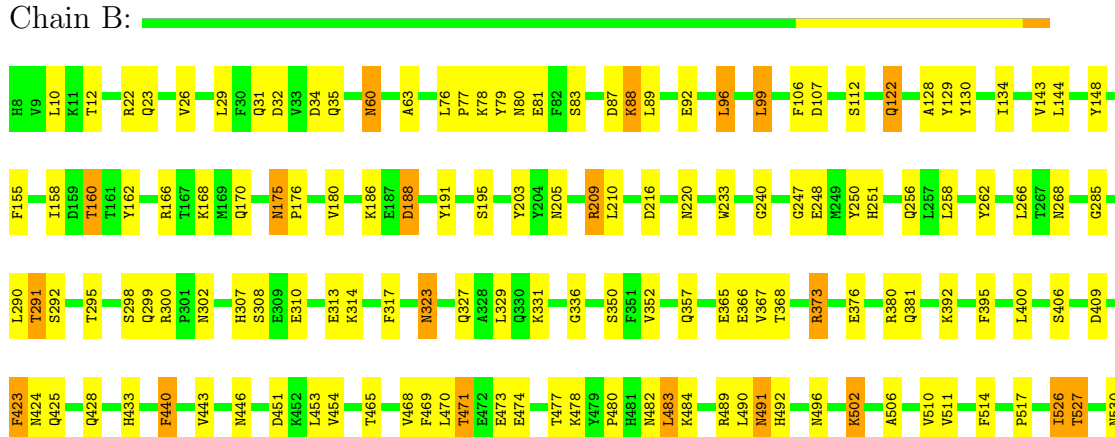 Chain B:
H8 V9 L10 K11 T12 R22 Q23 V26 L29 F30 Q31 D32 V33 D34 Q35 N60 A63 L76 P77 K78 Y79 N80 E81 F82 S83 D87 K88 L89 E92 L96 L99 F106 D107 S112 Q122 A128 Y129 Y130 I134 V143 L144 Y148
F155 I158 D159 T160 T161 Y162 R166 T167 K168 M169 Q170 N175 P176 V180 K186 E187 D188 Y191 S195 Y203 Y204 N205 R209 L210 D216 N220 W233 G240 G247 E248 M249 Y250 H251 Q256 L257 L258 Y262 L266 T267 N268 G285
L290 T291 S292 T295 S298 Q299 R300 P301 N302 H307 S308 E309 E310 E313 K314 F317 N323 Q327 A328 L329 Q330 K331 G336 S350 F351 V352 Q357 E365 E366 V367 T368 R373 E376 R380 Q381 K392 F395 L400 S406 D409
F423 N424 Q425 Q428 H433 F440 V443 N446 D451 K452 L453 V454 T465 V468 F469 L470 T471 E472 E473 E474 T477 K478 Y479 P480 H481 N482 L483 K484 R489 L490 N491 H492 N496 K502 A506 V510 V511 F514 P517 I526 T527